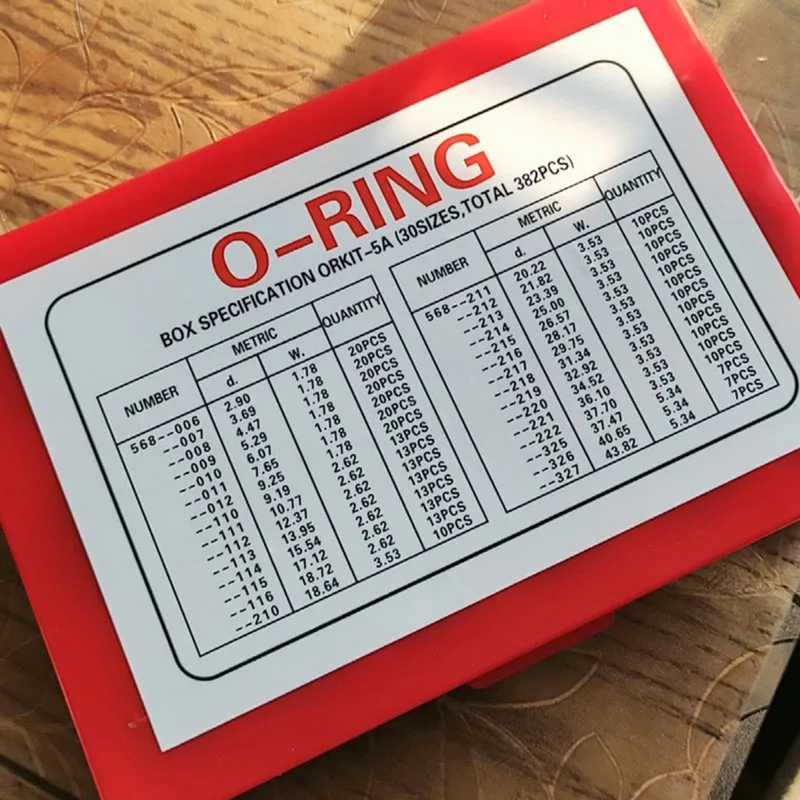 O-RING
BOX SPECIFICATION ORKIT-5A (30SIZES,TOTAL 382PCS)
NUMBER METRIC QUANTITY
d. W.
568--006 2.90 1.78 20PCS
--007 3.69 1.78 20PCS
--008 4.47 1.78 20PCS
--009 5.29 1.78 20PCS
--010 6.07 1.78 20PCS
--011 7.65 1.78 20PCS
--012 9.25 1.78 20PCS
--110 9.19 2.62 13PCS
--111 10.77 2.62 13PCS
--112 12.37 2.62 13PCS
--113 13.95 2.62 13PCS
--114 15.54 2.62 13PCS
--115 17.12 2.62 13PCS
--116 18.72 2.62 13PCS
--210 18.64 3.53 10PCS
NUMBER METRIC QUANTITY
d. W.
568--211 20.22 3.53 10PCS
--212 21.82 3.53 10PCS
--213 23.39 3.53 10PCS
--214 25.00 3.53 10PCS
--215 26.57 3.53 10PCS
--216 28.17 3.53 10PCS
--217 29.75 3.53 10PCS
--218 31.34 3.53 10PCS
--219 32.92 3.53 10PCS
--220 34.52 3.53 10PCS
--221 36.10 3.53 10PCS
--222 37.70 3.53 10PCS
--325 37.47 5.34 7PCS
--326 40.65 5.34 7PCS
--327 43.82 5.34 7PCS